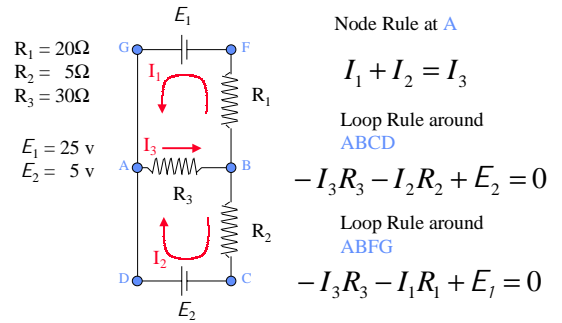 R₁ = 20Ω
R₂ = 5Ω
R₃ = 30Ω
E₁ = 25 v
E₂ = 5 v
E₁
G
F
I₁
R₁
I₃
A
B
R₃
R₂
I₂
D
C
E₂
Node Rule at A
I₁ + I₂ = I₃
Loop Rule around
ABCD
−I₃R₃ − I₂R₂ + E₂ = 0
Loop Rule around
ABFG
−I₃R₃ − I₁R₁ + E₁ = 0